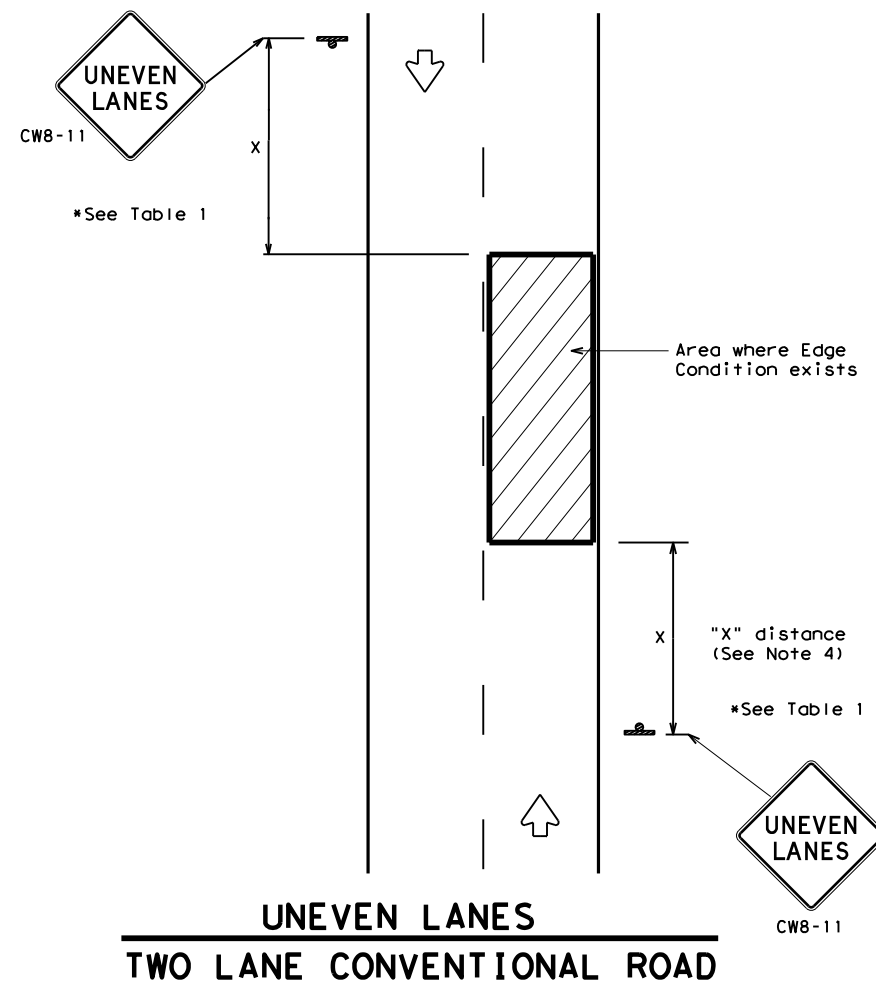 UNEVEN
LANES
CW8-11
X
*See Table 1
Area where Edge
Condition exists
X
"X" distance
(See Note 4)
*See Table 1
UNEVEN
LANES
CW8-11
UNEVEN LANES
TWO LANE CONVENTIONAL ROAD